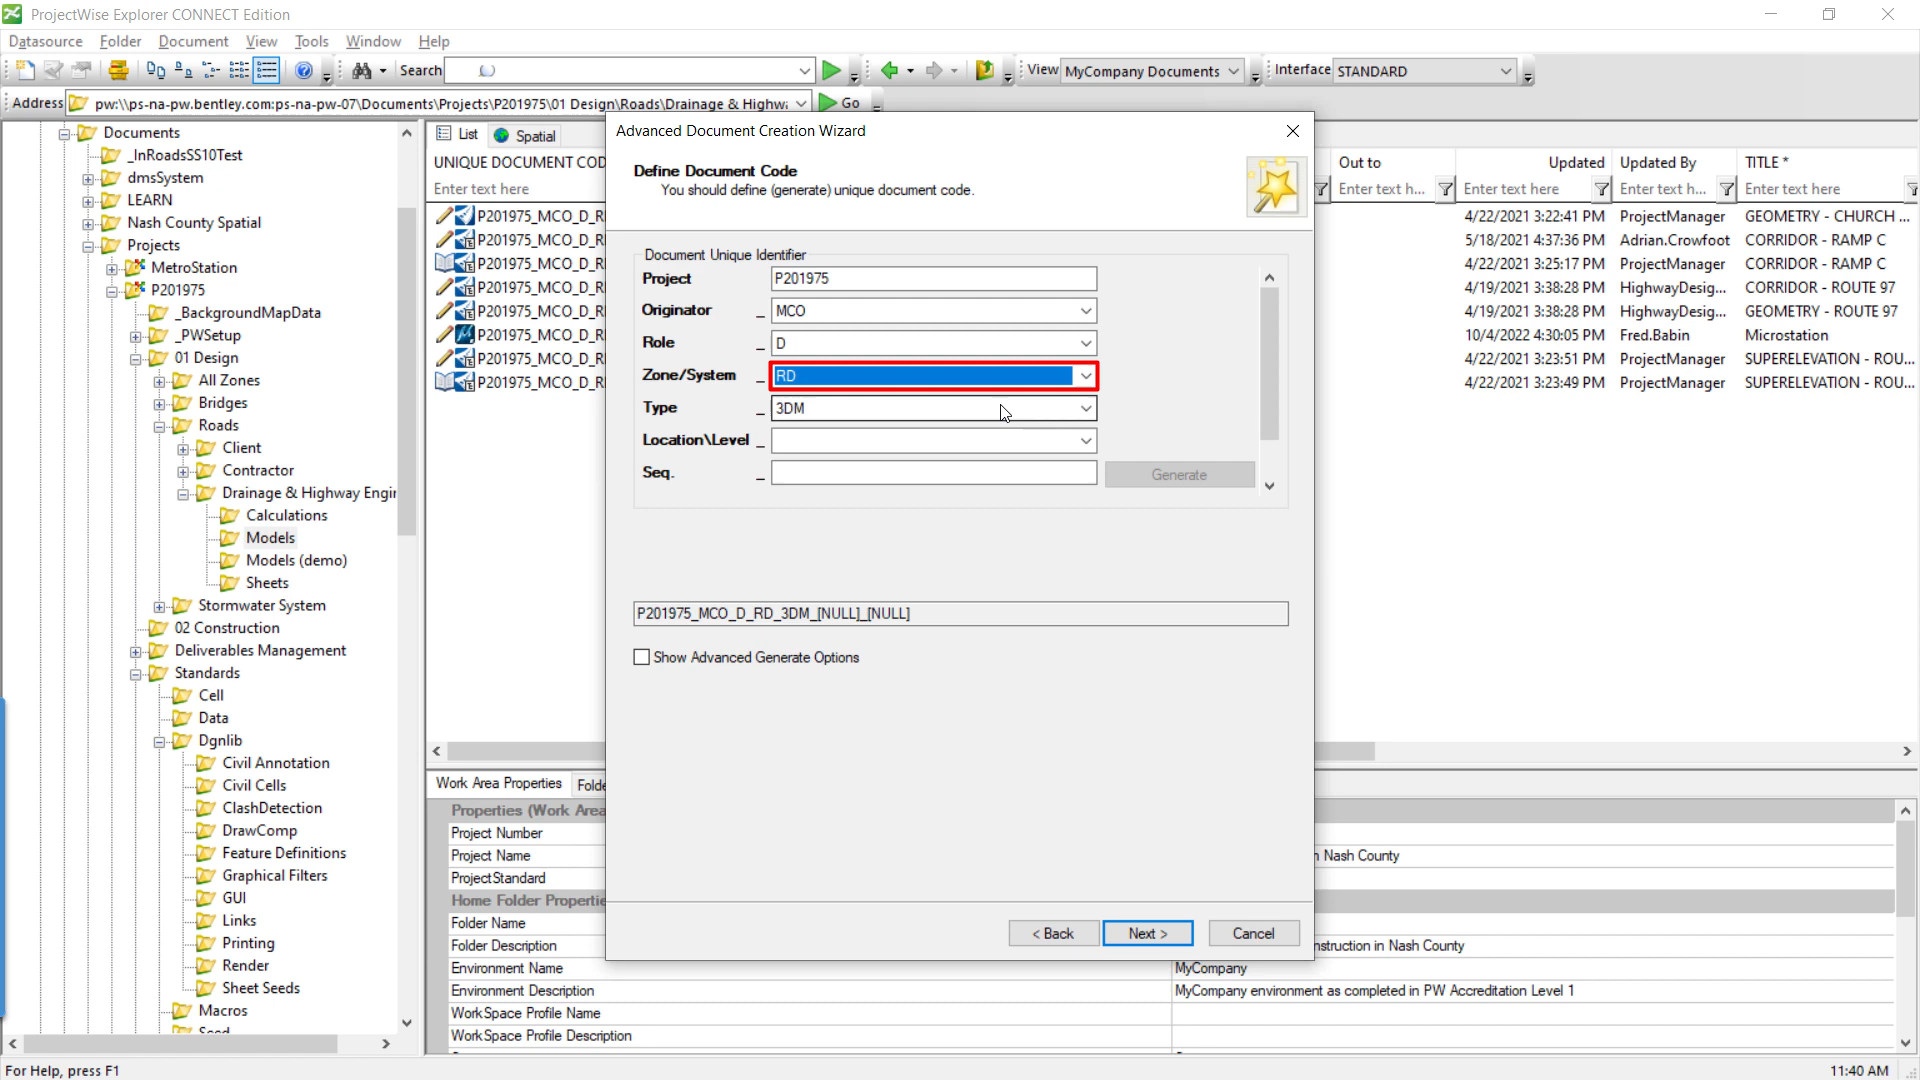 ProjectWise Explorer CONNECT Edition
Datasource Folder Document View Tools Window Help
Search View MyCompany Documents Interface STANDARD
Address pw:\\ps-na-pw.bentley.com:ps-na-pw-07\Documents\Projects\P201975\01 Design\Roads\Drainage & Highw Go
Documents
_InRoadsSS10Test
dmsSystem
LEARN
Nash County Spatial
Projects
MetroStation
P201975
_BackgroundMapData
_PWSetup
01 Design
All Zones
Bridges
Roads
Client
Contractor
Drainage & Highway Engir
Calculations
Models
Models (demo)
Sheets
Stormwater System
02 Construction
Deliverables Management
Standards
Cell
Data
Dgnlib
Civil Annotation
Civil Cells
ClashDetection
DrawComp
Feature Definitions
Graphical Filters
GUI
Links
Printing
Render
Sheet Seeds
Macros
Seed
List Spatial
UNIQUE DOCUMENT COD
Enter text here
P201975_MCO_D_R
P201975_MCO_D_R
P201975_MCO_D_R
P201975_MCO_D_R
P201975_MCO_D_R
P201975_MCO_D_R
P201975_MCO_D_R
P201975_MCO_D_R
Out to Updated Updated By TITLE *
Enter text h... Enter text here Enter text h... Enter text here
4/22/2021 3:22:41 PM ProjectManager GEOMETRY - CHURCH ...
5/18/2021 4:37:36 PM Adrian.Crowfoot CORRIDOR - RAMP C
4/22/2021 3:25:17 PM ProjectManager CORRIDOR - RAMP C
4/19/2021 3:38:28 PM HighwayDesig... CORRIDOR - ROUTE 97
4/19/2021 3:38:28 PM HighwayDesig... GEOMETRY - ROUTE 97
10/4/2022 4:30:05 PM Fred.Babin Microstation
4/22/2021 3:23:51 PM ProjectManager SUPERELEVATION - ROU...
4/22/2021 3:23:49 PM ProjectManager SUPERELEVATION - ROU...
Advanced Document Creation Wizard
Define Document Code
You should define (generate) unique document code.
Document Unique Identifier
Project P201975
Originator _ MCO
Role _ D
Zone/System _ RD
Type _ 3DM
Location\Level _
Seq. _ Generate
P201975_MCO_D_RD_3DM_[NULL]_[NULL]
Show Advanced Generate Options
< Back Next > Cancel
Work Area Properties Folde
Properties (Work Area
Project Number
Project Name Nash County
Project Standard
Home Folder Propertie
Folder Name
Folder Description nstruction in Nash County
Environment Name MyCompany
Environment Description MyCompany environment as completed in PW Accreditation Level 1
WorkSpace Profile Name
WorkSpace Profile Description
For Help, press F1 11:40 AM